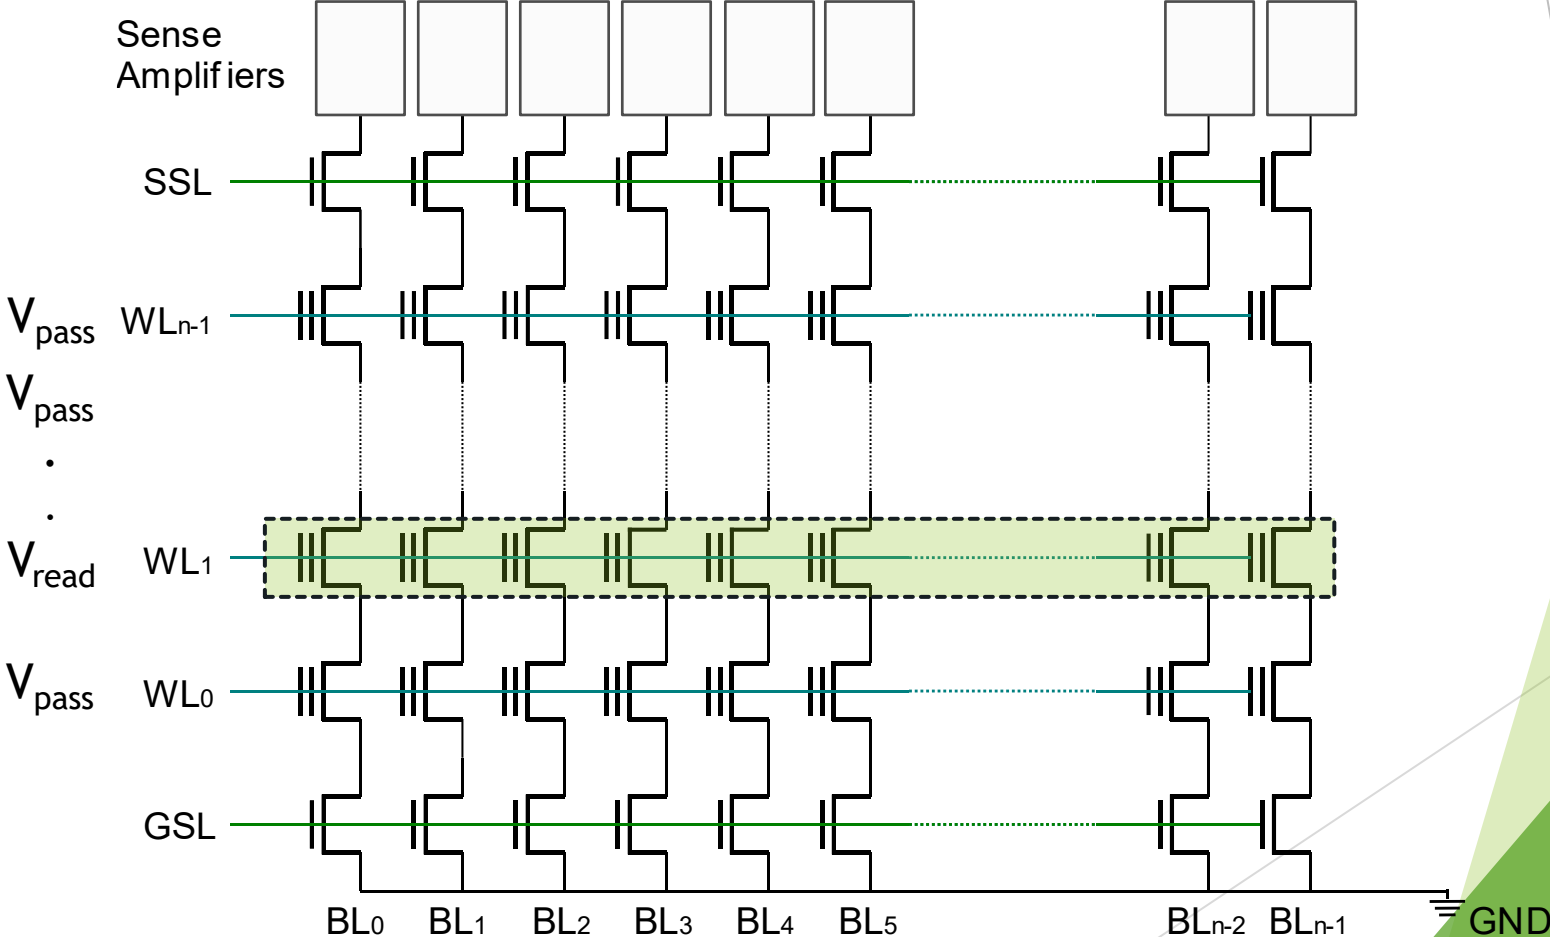 Sense
Amplifiers
SSL
Vpass WLn-1
Vpass
.
.
Vread WL1
Vpass WL0
GSL
BL0 BL1 BL2 BL3 BL4 BL5 BLn-2 BLn-1 GND